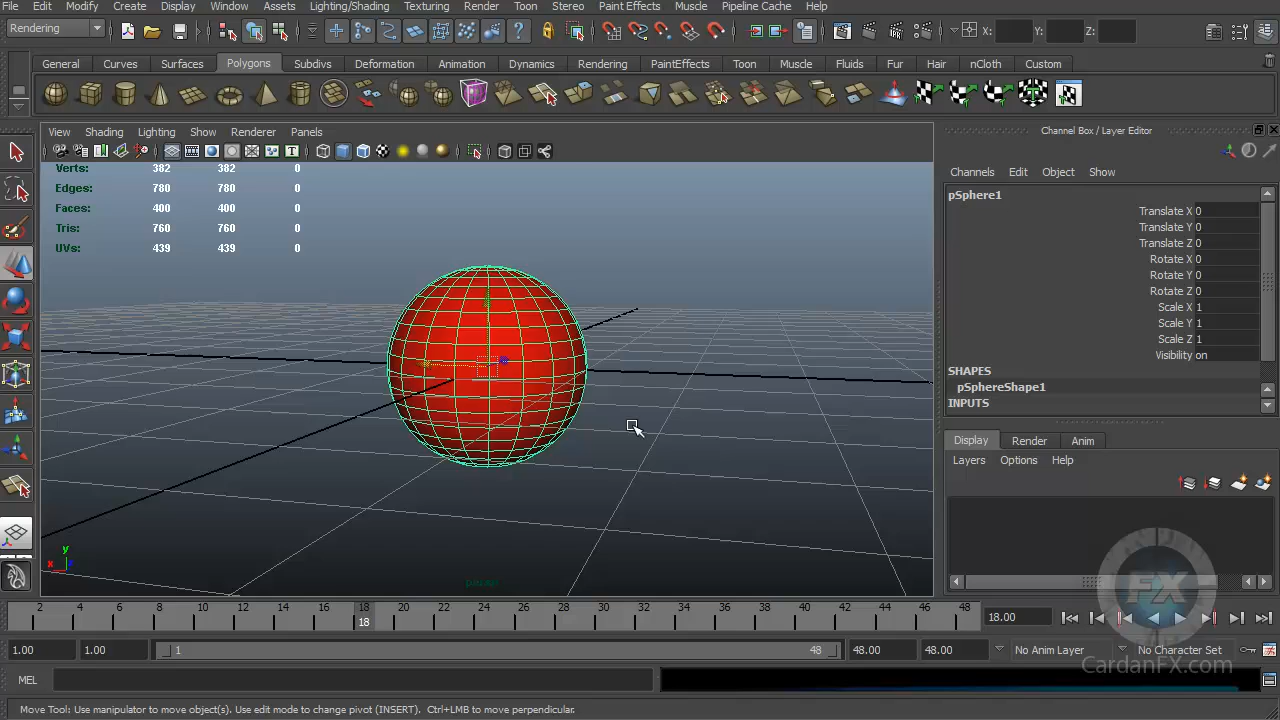 File Edit Modify Create Display Window Assets Lighting/Shading Texturing Render Toon Stereo Paint Effects Muscle Pipeline Cache Help
Rendering X: Y: Z:
General Curves Surfaces Polygons Subdivs Deformation Animation Dynamics Rendering PaintEffects Toon Muscle Fluids Fur Hair nCloth Custom
View Shading Lighting Show Renderer Panels
Channel Box / Layer Editor
Channels Edit Object Show
Verts: 382 382 0
Edges: 780 780 0
Faces: 400 400 0
Tris: 760 760 0
UVs: 439 439 0
pSphere1
Translate X 0
Translate Y 0
Translate Z 0
Rotate X 0
Rotate Y 0
Rotate Z 0
Scale X 1
Scale Y 1
Scale Z 1
Visibility on
SHAPES
pSphereShape1
INPUTS
Display Render Anim
Layers Options Help
y
x
persp
FX
2 4 6 8 10 12 14 16 18 20 22 24 26 28 30 32 34 36 38 40 42 44 46 48
18
18.00
1.00 1.00 1 48 48.00 48.00 No Anim Layer No Character Set
CardanFX.com
MEL
Move Tool: Use manipulator to move object(s). Use edit mode to change pivot (INSERT). Ctrl+LMB to move perpendicular.